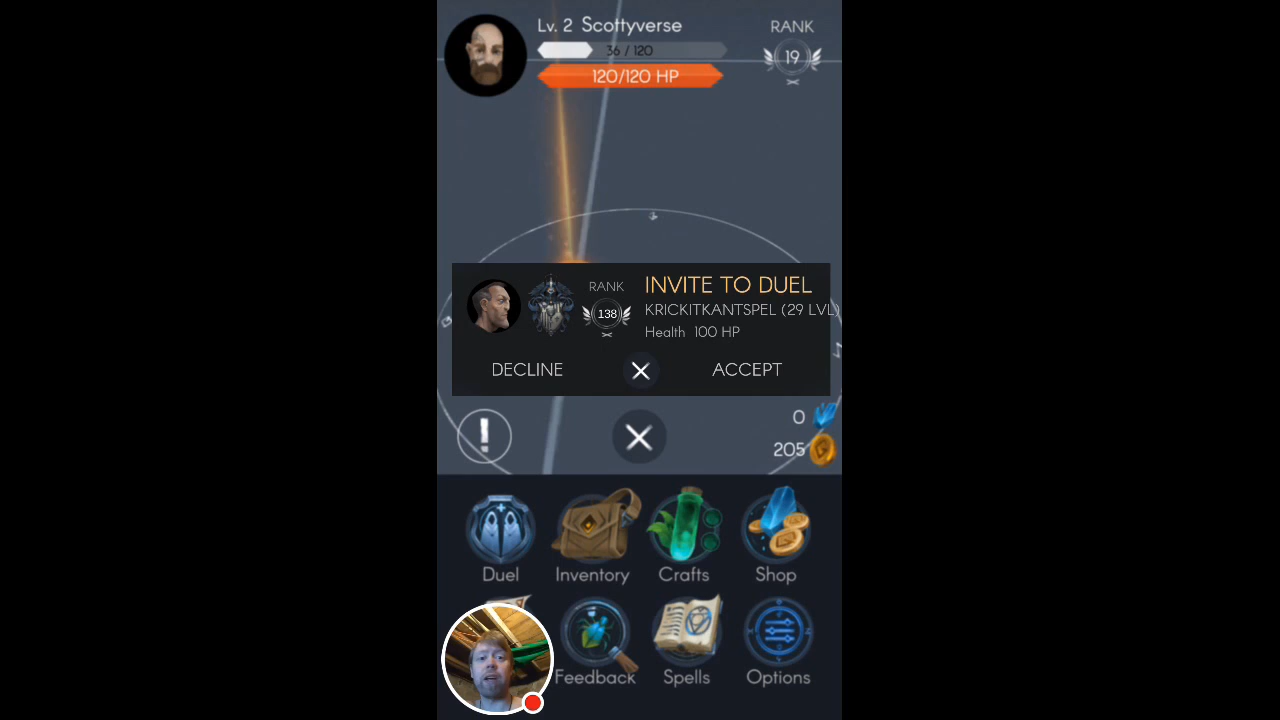 Lv. 2 Scottyverse
RANK
36 / 120
19
120/120 HP
INVITE TO DUEL
RANK
138
KRICKITKANTSPEL (29 LVL)
Health 100 HP
DECLINE
ACCEPT
0
205
Duel
Inventory
Crafts
Shop
Feedback
Spells
Options